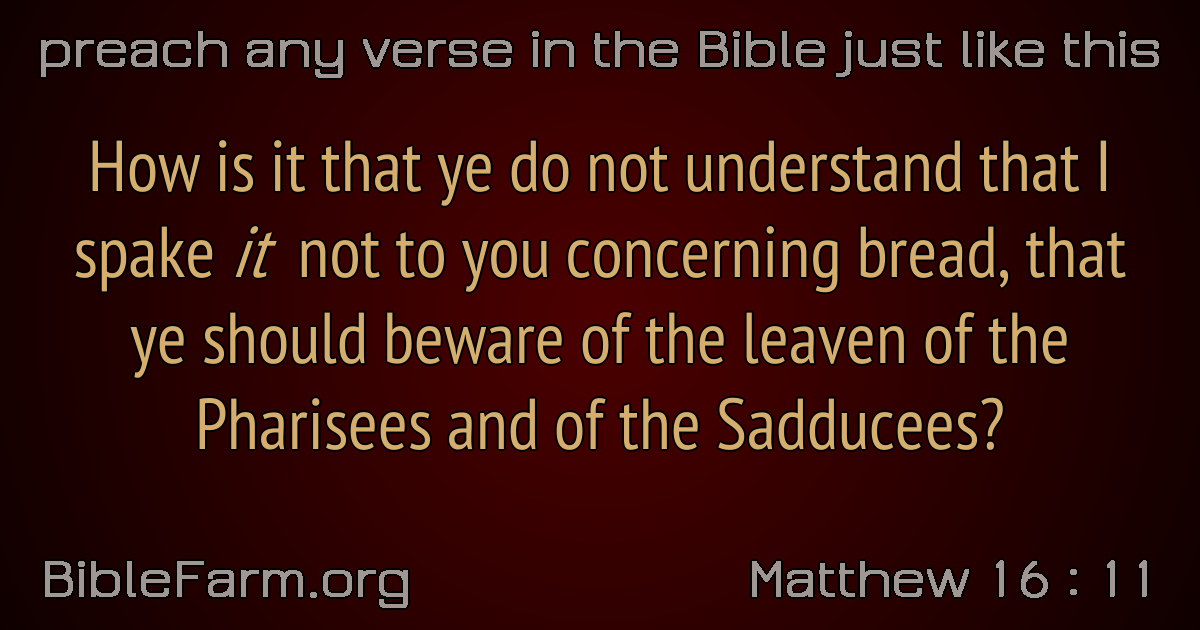 preach any verse in the Bible just like this
How is it that ye do not understand that I
spake it not to you concerning bread, that
ye should beware of the leaven of the
Pharisees and of the Sadducees?
BibleFarm.org
Matthew 16 : 11